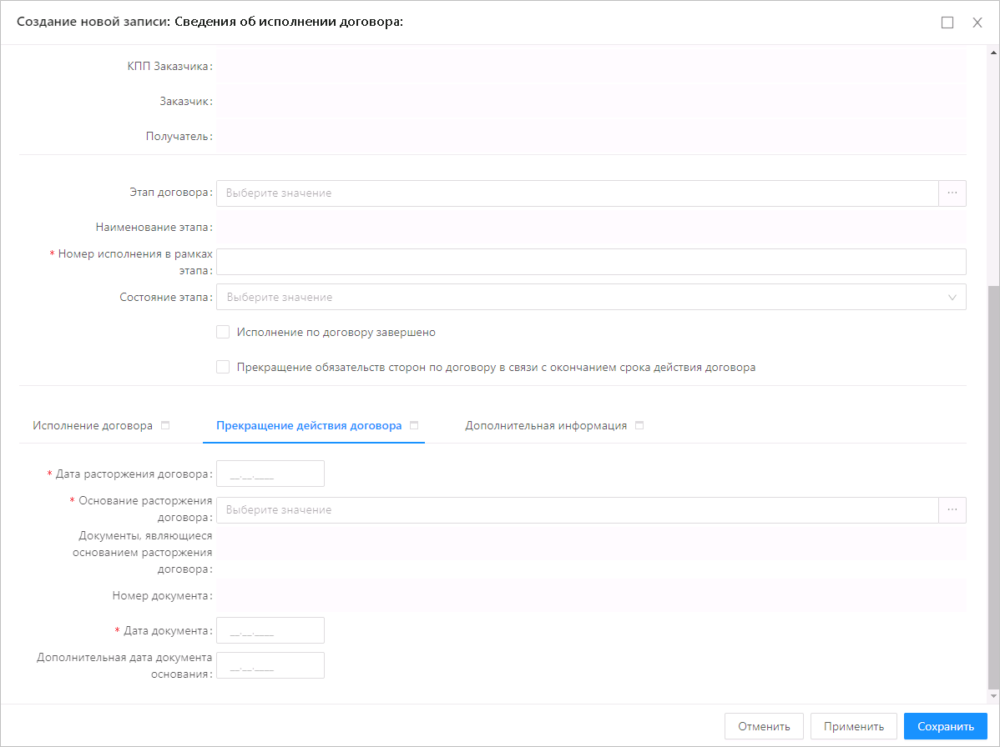 Создание новой записи: Сведения об исполнении договора:
КПП Заказчика:
Заказчик:
Получатель:
Этап договора: Выберите значение ...
Наименование этапа:
* Номер исполнения в рамках
этапа:
Состояние этапа: Выберите значение
Исполнение по договору завершено
Прекращение обязательств сторон по договору в связи с окончанием срока действия договора
Исполнение договора Прекращение действия договора Дополнительная информация
* Дата расторжения договора: __.__.____
* Основание расторжения
договора: Выберите значение ...
Документы, являющиеся
основанием расторжения
договора:
Номер документа:
* Дата документа: __.__.____
Дополнительная дата документа
основания: __.__.____
Отменить Применить Сохранить